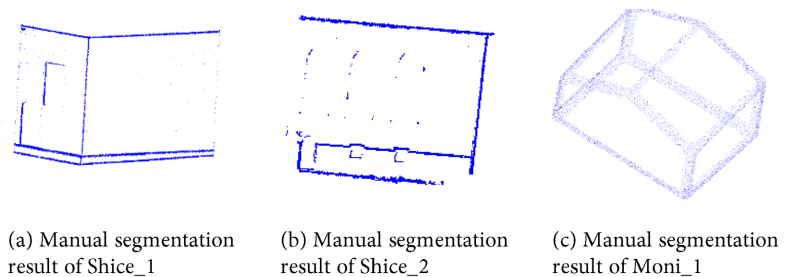 (a) Manual segmentation
result of Shice_1
(b) Manual segmentation
result of Shice_2
(c) Manual segmentation
result of Moni_1